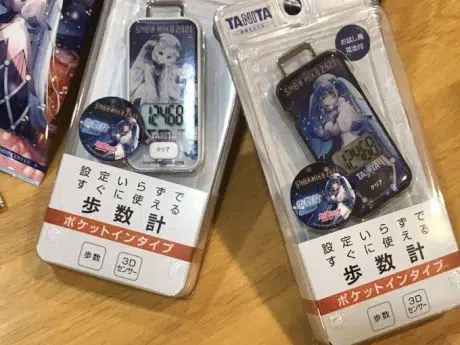 SNOW MIKU 2021
12468
TANITA
クリア
設定いらずで
すぐに使える
歩数計
ポケットインタイプ
歩数
3D
センサー
TANITA
お試し用
電池付
SNOW MIKU 2021
12468
TANITA
クリア
設定いらずで
すぐに使える
歩数計
ポケットインタイプ
歩数
3D
センサー